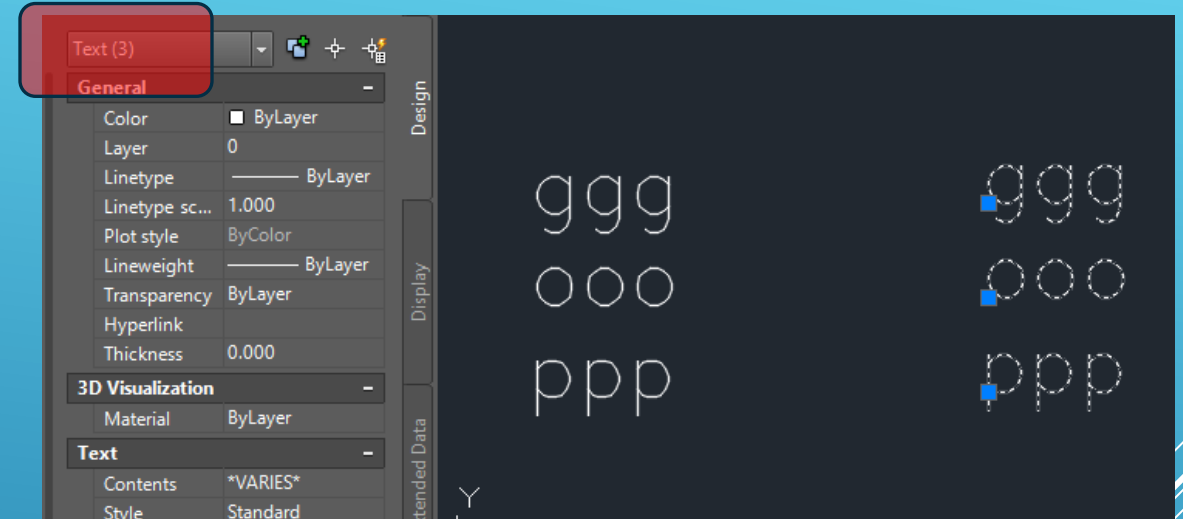 Text (3)
General
Color ByLayer
Layer 0
Linetype ByLayer
Linetype sc... 1.000
Plot style ByColor
Lineweight ByLayer
Transparency ByLayer
Hyperlink
Thickness 0.000
3D Visualization
Material ByLayer
Text
Contents *VARIES*
Style Standard
Design
Display
tended Data
ggg ggg
ooo ooo
ppp ppp
Y